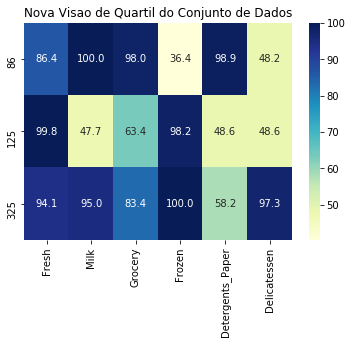 Nova Visao de Quartil do Conjunto de Dados
86 86.4 100.0 98.0 36.4 98.9 48.2
125 99.8 47.7 63.4 98.2 48.6 48.6
325 94.1 95.0 83.4 100.0 58.2 97.3
Fresh Milk Grocery Frozen Detergents_Paper Delicatessen
100
90
80
70
60
50
40